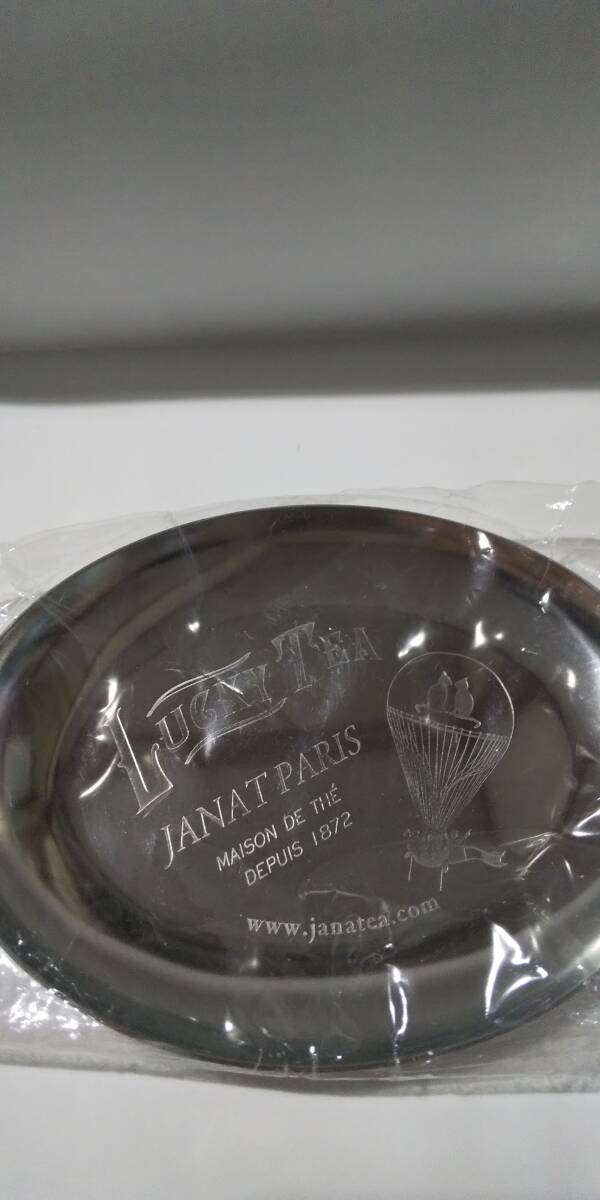 LUCKY TEA
JANAT PARIS
MAISON DE THÉ
DEPUIS 1872
www.janatea.com